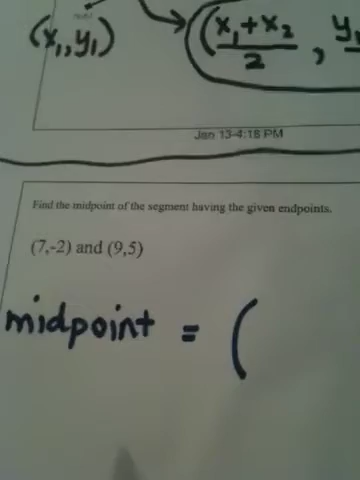 (x₁,y₁) (x₁+x₂/2, y₁
Jan 13-4:18 PM
Find the midpoint of the segment having the given endpoints.
(7,-2) and (9,5)
midpoint = (